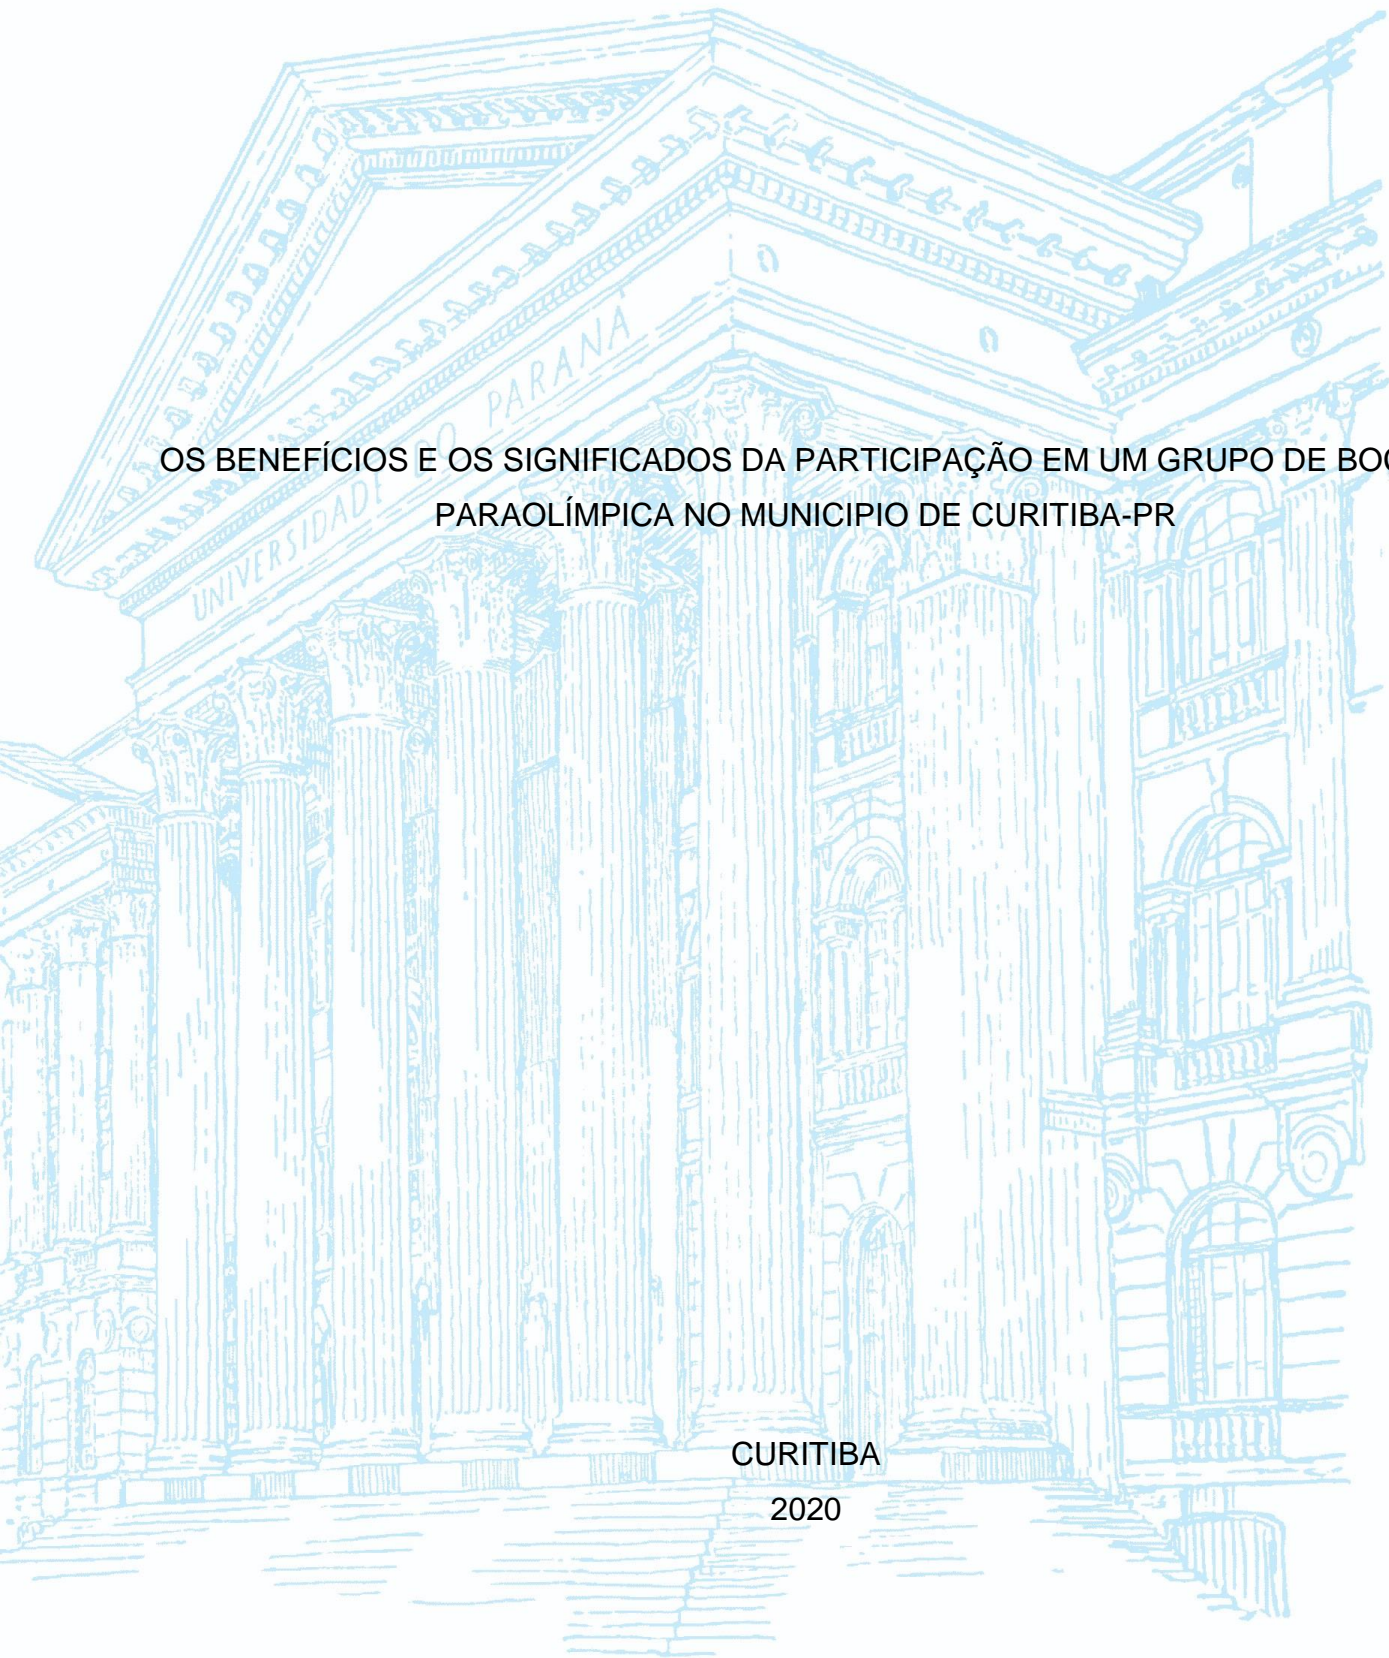 UNIVERSIDADE DO PARANÁ
OS BENEFÍCIOS E OS SIGNIFICADOS DA PARTICIPAÇÃO EM UM GRUPO DE
PARAOLÍMPICA NO MUNICIPIO DE CURITIBA-PR
CURITIBA
2020